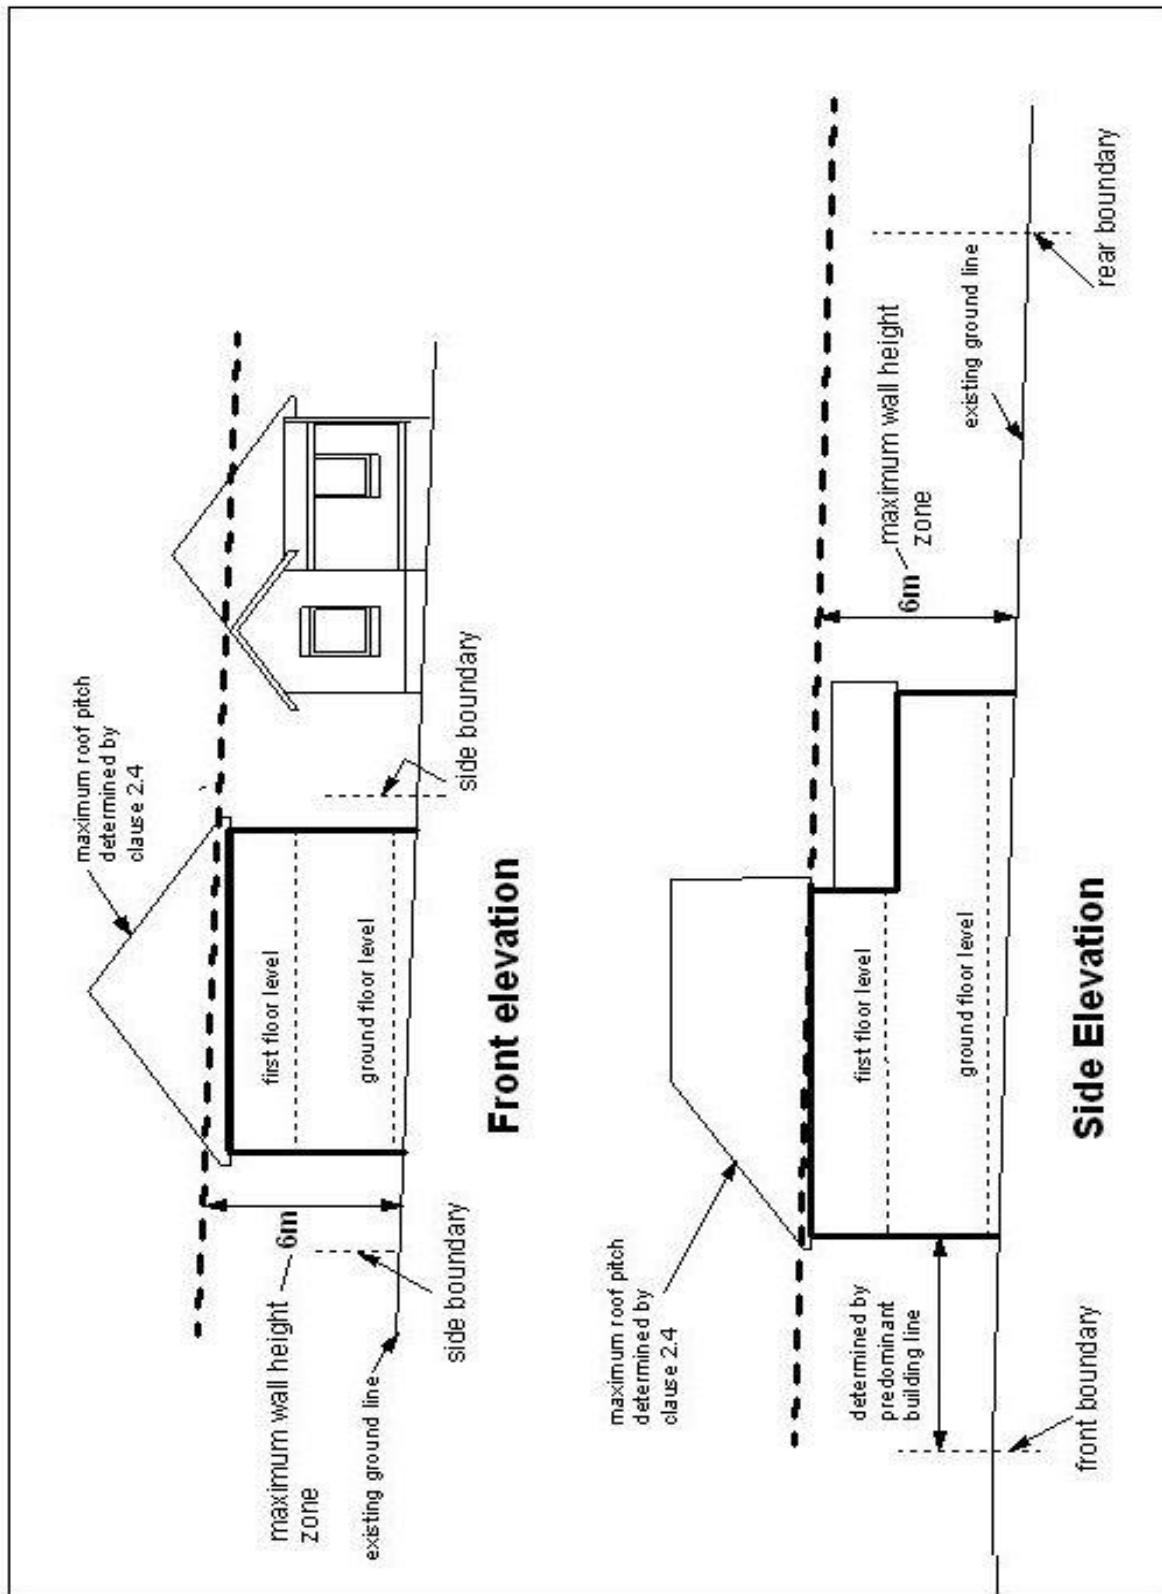 maximum roof pitch
determined by
clause 2.4
maximum wall height
zone
6m
first floor level
ground floor level
existing ground line
side boundary
side boundary
Front elevation
maximum roof pitch
determined by
clause 2.4
maximum wall height
zone
6m
first floor level
ground floor level
determined by
predominant
building line
existing ground line
front boundary
rear boundary
Side Elevation